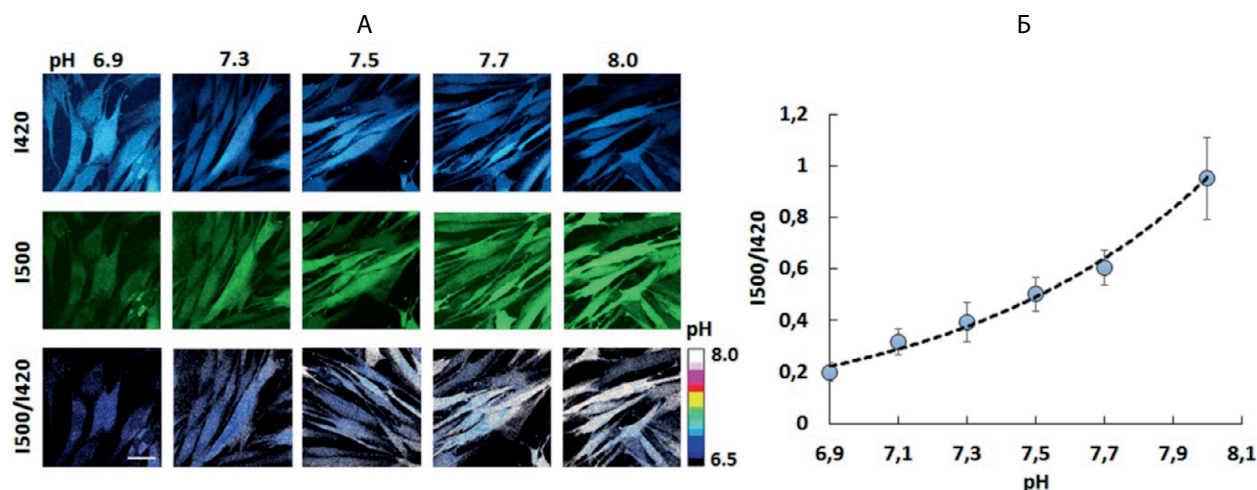 А
Б
pH 6.9 7.3 7.5 7.7 8.0
I420
I500
I500/I420
pH
8.0
6.5
I500/I420
1,2
1
0,8
0,6
0,4
0,2
0
6,9 7,1 7,3 7,5 7,7 7,9 8,1
pH